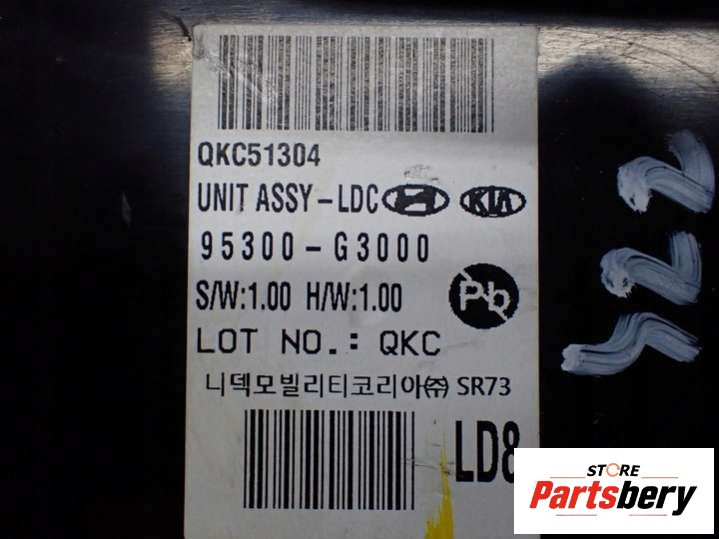 QKC51304
UNIT ASSY-LDC KIA
95300-G3000
S/W:1.00 H/W:1.00
Pb
LOT NO.: QKC
니덱모빌리티코리아㈜ SR73
LD8
STORE
Partsbery